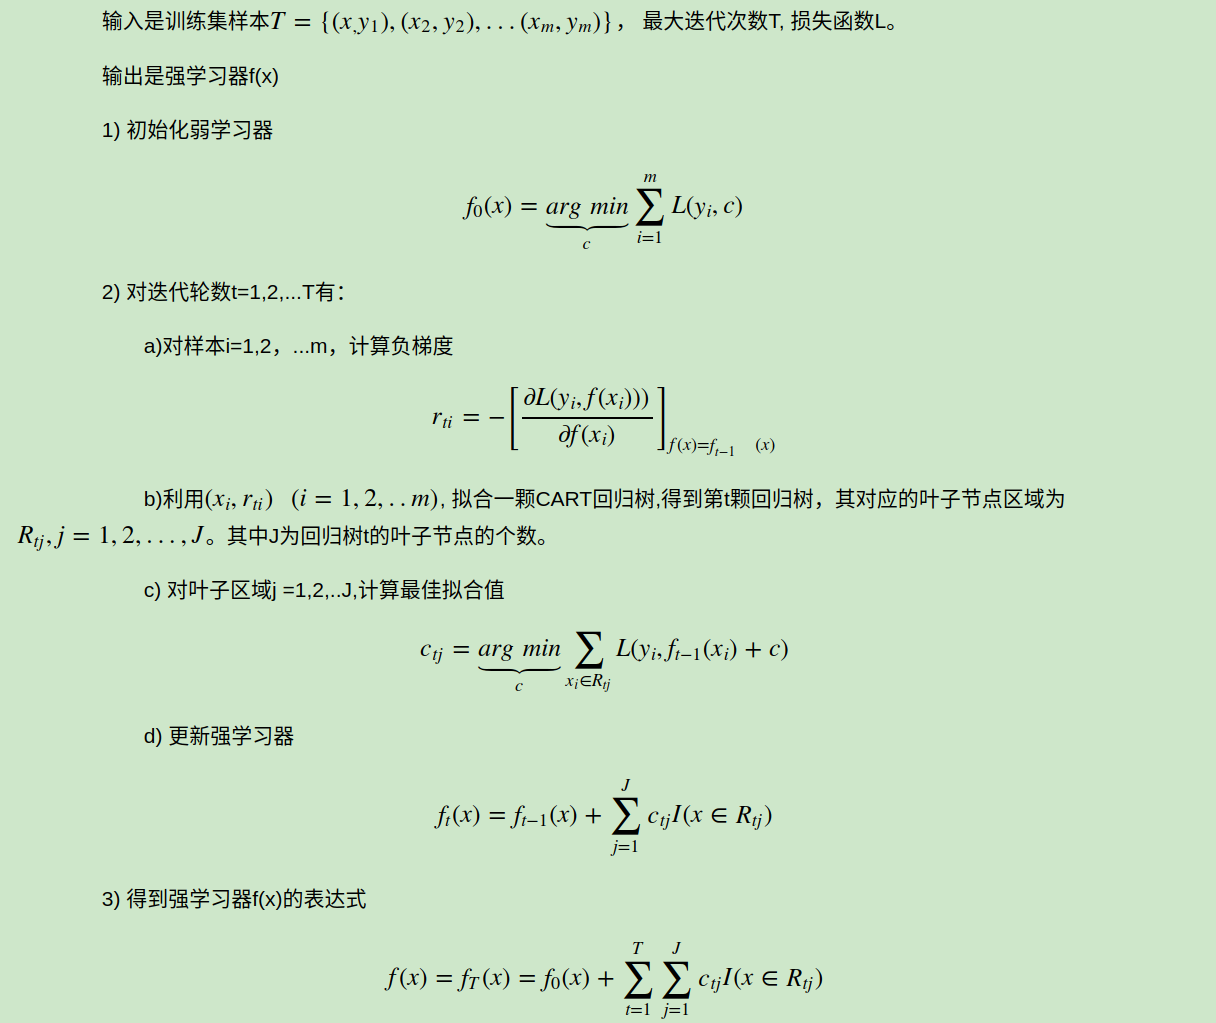 输入是训练集样本T = {(x,y₁),(x₂,y₂),...(xₘ,yₘ)}， 最大迭代次数T, 损失函数L。
输出是强学习器f(x)
1) 初始化弱学习器
$f_0(x) = \underbrace{arg\ min}_{c} \sum_{i=1}^{m} L(y_i, c)$
2) 对迭代轮数t=1,2,...T有：
a)对样本i=1,2，...m，计算负梯度
$r_{ti} = -\left[\frac{\partial L(y_i, f(x_i)))}{\partial f(x_i)}\right]_{f(x)=f_{t-1}\ (x)}$
b)利用$(x_i, r_{ti})\ (i = 1, 2, ..m)$, 拟合一颗CART回归树,得到第t颗回归树，其对应的叶子节点区域为
$R_{tj}, j = 1, 2, ..., J$。其中J为回归树t的叶子节点的个数。
c) 对叶子区域j =1,2,..J,计算最佳拟合值
$c_{tj} = \underbrace{arg\ min}_{c} \sum_{x_i \in R_{tj}} L(y_i, f_{t-1}(x_i) + c)$
d) 更新强学习器
$f_t(x) = f_{t-1}(x) + \sum_{j=1}^{J} c_{tj} I(x \in R_{tj})$
3) 得到强学习器f(x)的表达式
$f(x) = f_T(x) = f_0(x) + \sum_{t=1}^{T} \sum_{j=1}^{J} c_{tj} I(x \in R_{tj})$